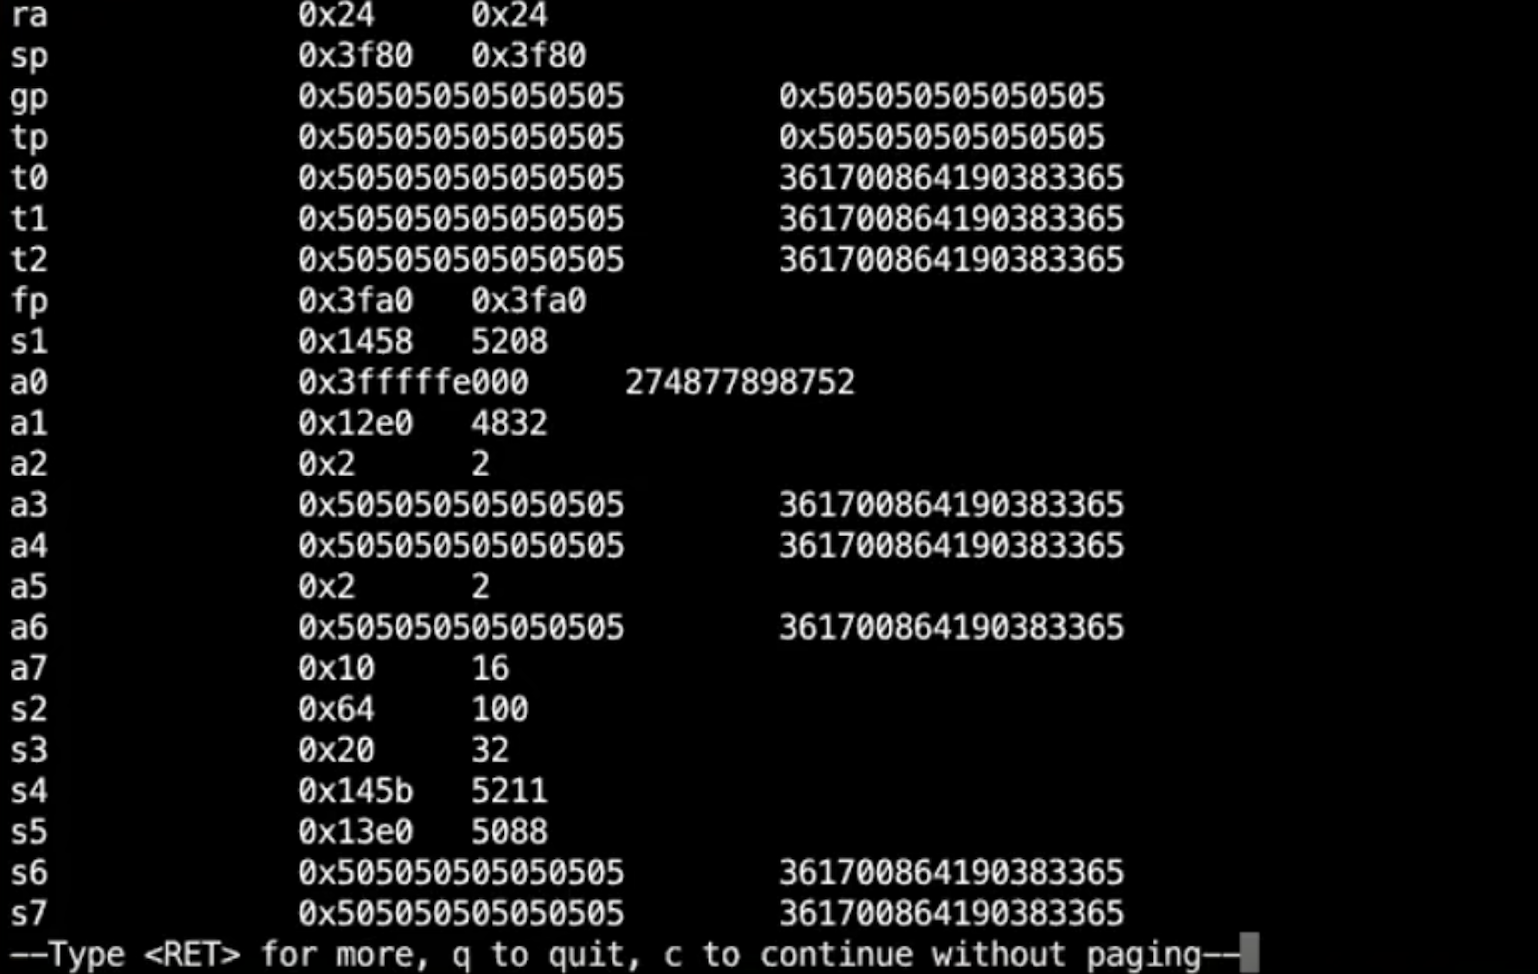 ra 0x24 0x24
sp 0x3f80 0x3f80
gp 0x505050505050505 0x505050505050505
tp 0x505050505050505 0x505050505050505
t0 0x505050505050505 361700864190383365
t1 0x505050505050505 361700864190383365
t2 0x505050505050505 361700864190383365
fp 0x3fa0 0x3fa0
s1 0x1458 5208
a0 0x3fffffe000 274877898752
a1 0x12e0 4832
a2 0x2 2
a3 0x505050505050505 361700864190383365
a4 0x505050505050505 361700864190383365
a5 0x2 2
a6 0x505050505050505 361700864190383365
a7 0x10 16
s2 0x64 100
s3 0x20 32
s4 0x145b 5211
s5 0x13e0 5088
s6 0x505050505050505 361700864190383365
s7 0x505050505050505 361700864190383365
--Type <RET> for more, q to quit, c to continue without paging--